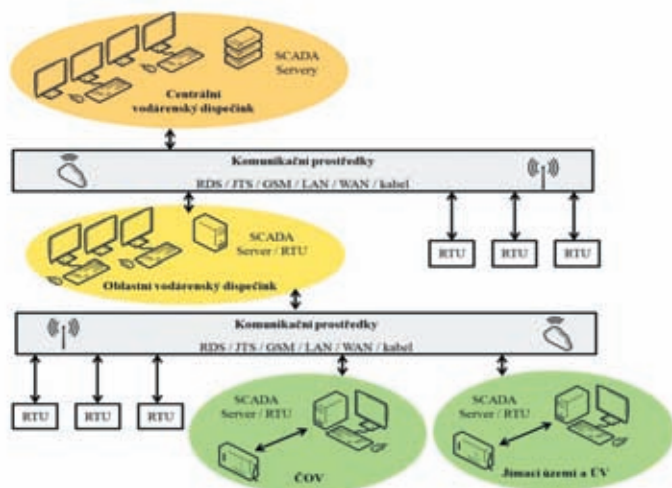 SCADA
Servery
Centrální
vodárenský dispečink
Komunikační prostředky
RDS / JTS / GSM / LAN / WAN / kabel
SCADA
Server / RTU
Oblastní vodárenský dispečink
RTU
RTU
RTU
Komunikační prostředky
RDS / JTS / GSM / LAN / WAN / kabel
RTU
RTU
RTU
SCADA
Server / RTU
ČOV
SCADA
Server / RTU
Jímací území a ÚV